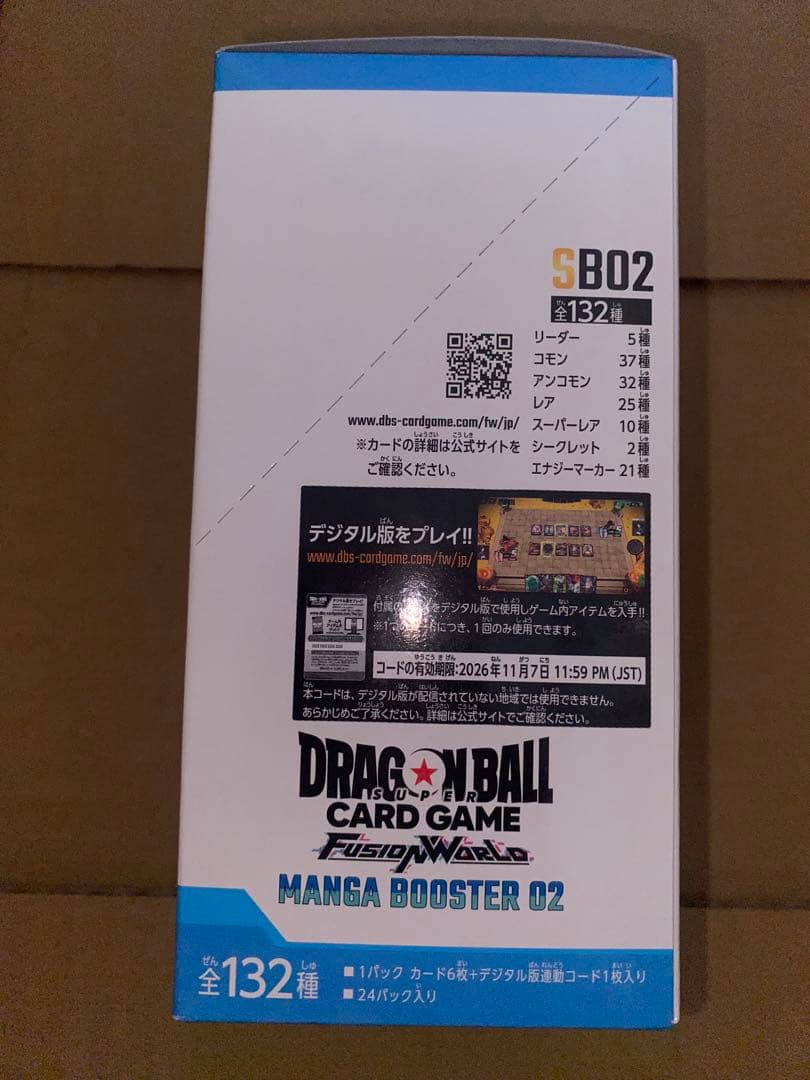 SB02
全132種
リーダー 5種
コモン 37種
アンコモン 32種
レア 25種
スーパーレア 10種
シークレット 2種
エナジーマーカー 21種
www.dbs-cardgame.com/fw/jp/
※カードの詳細は公式サイトを
ご確認ください。
デジタル版をプレイ!!
www.dbs-cardgame.com/fw/jp/
付属の をデジタル版で使用しゲーム内アイテムを入手!!
※1 につき、1回のみ使用できます。
コードの有効期限:2026年11月7日 11:59 PM (JST)
本コードは、デジタル版が配信されていない地域では使用できません。
あらかじめご了承ください。詳細は公式サイトでご確認ください。
DRAGON BALL
SUPER
CARD GAME
FUSION WORLD
MANGA BOOSTER 02
全132種
■1パック カード6枚+デジタル版連動コード1枚入り
■24パック入り